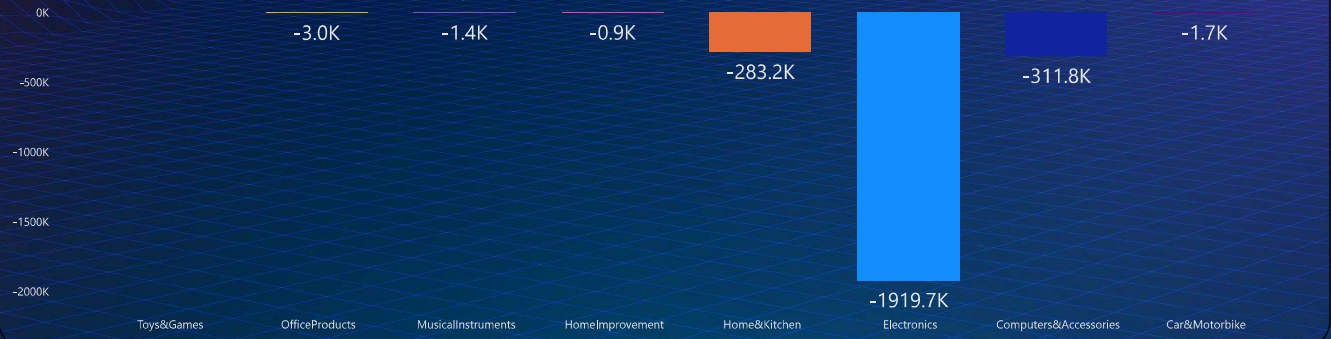 0K
-3.0K
-1.4K
-0.9K
-283.2K
-1919.7K
-311.8K
-1.7K
-500K
-1000K
-1500K
-2000K
Toys&Games
OfficeProducts
MusicalInstruments
HomeImprovement
Home&Kitchen
Electronics
Computers&Accessories
Car&Motorbike